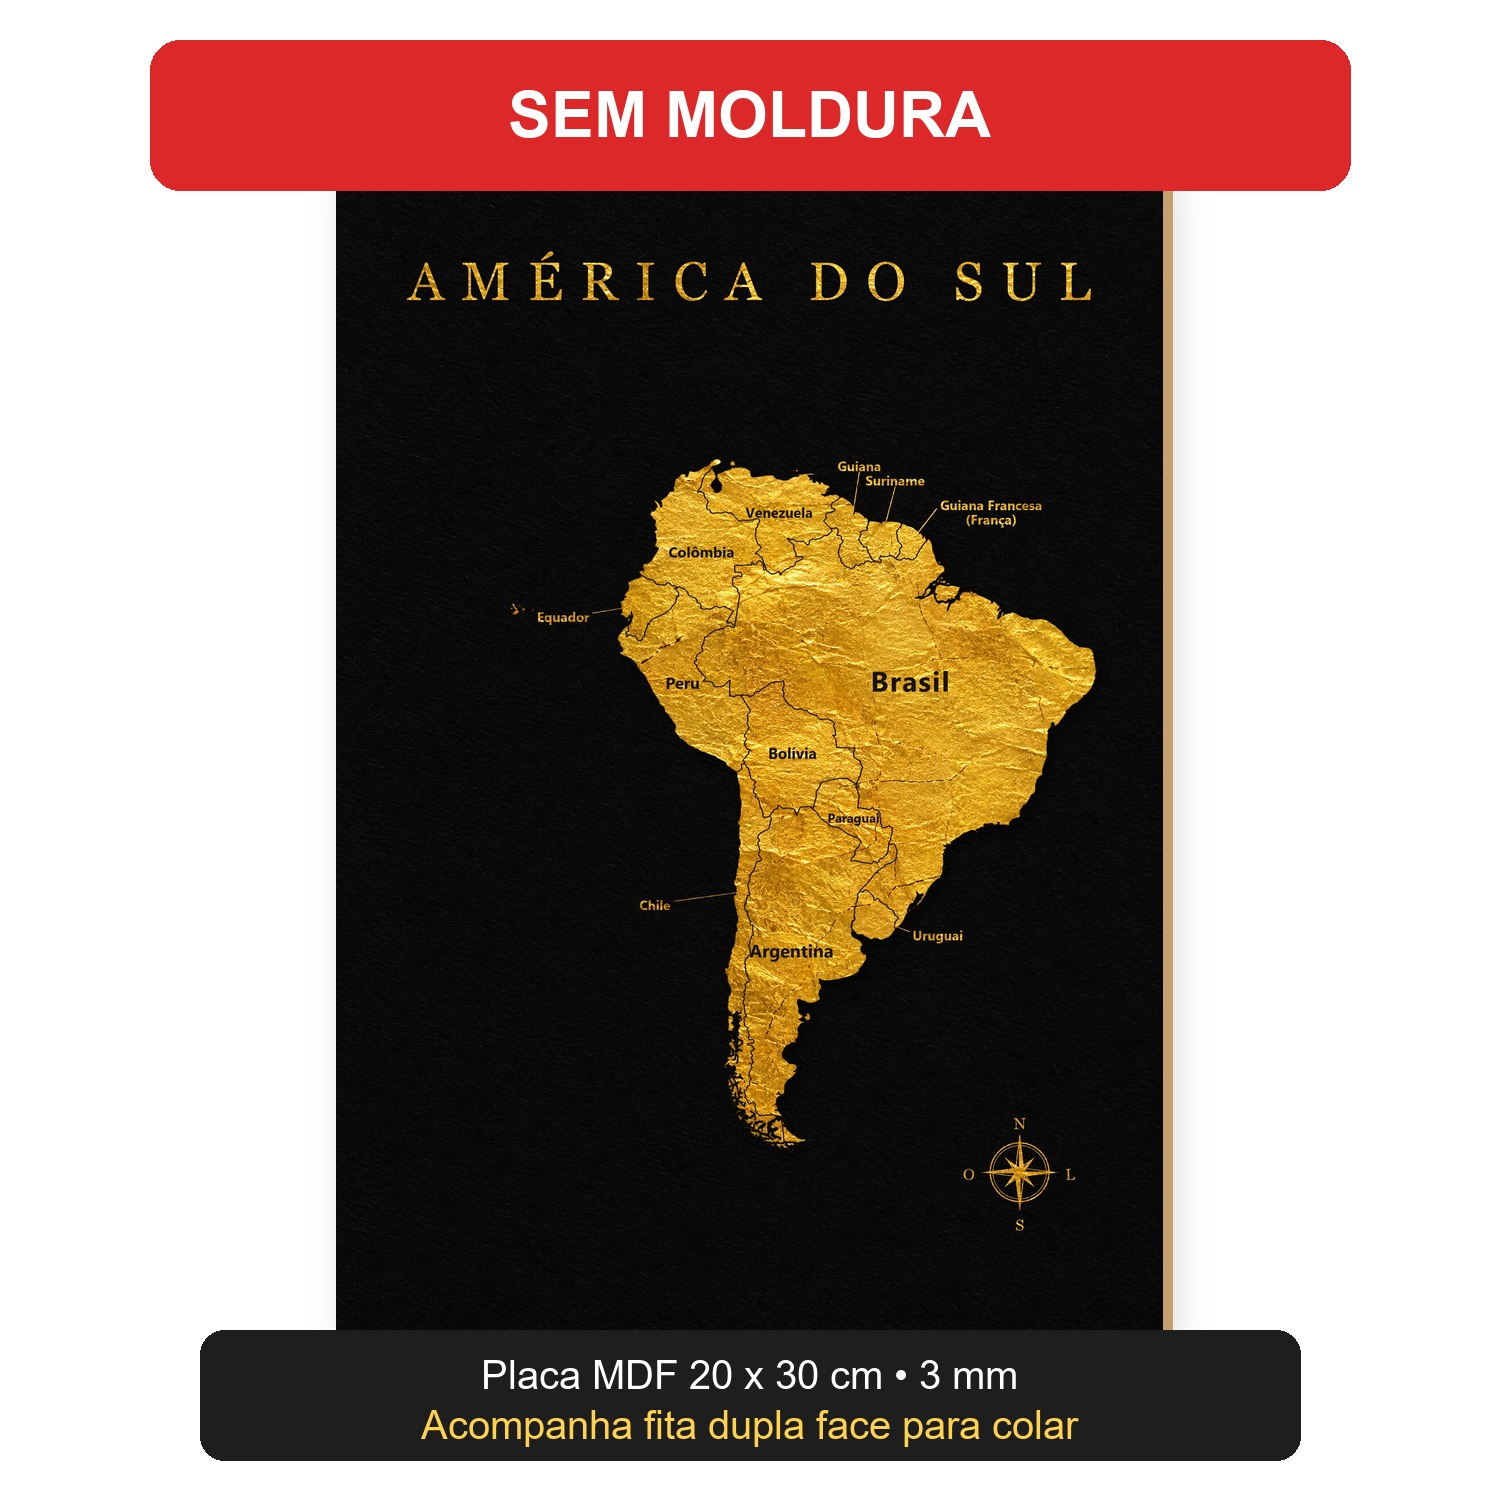 SEM MOLDURA
AMÉRICA DO SUL
Guiana
Suriname
Guiana Francesa
(França)
Venezuela
Colômbia
Equador
Brasil
Peru
Bolívia
Paraguai
Chile
Uruguai
Argentina
N
O L
S
Placa MDF 20 x 30 cm • 3 mm
Acompanha fita dupla face para colar